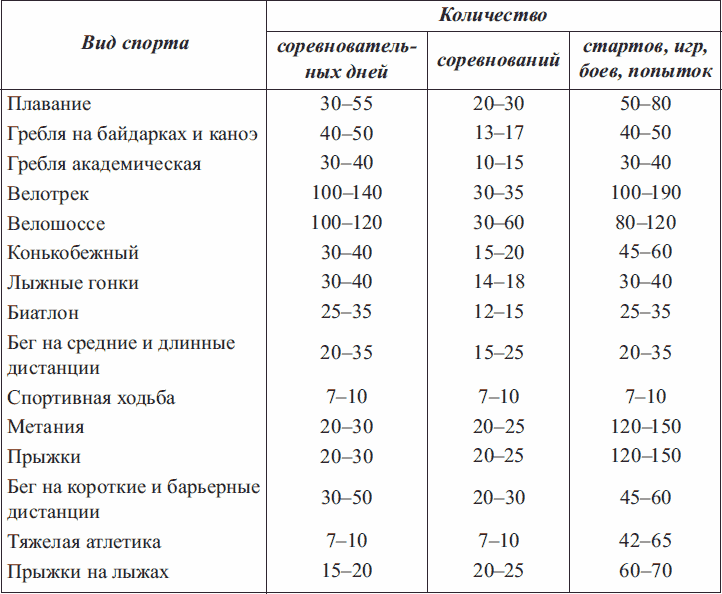 Вид спорта
Количество
соревнователь-
ных дней
соревнований
стартов, игр,
боев, попыток
Плавание 30–55 20–30 50–80
Гребля на байдарках и каноэ 40–50 13–17 40–50
Гребля академическая 30–40 10–15 30–40
Велотрек 100–140 30–35 100–190
Велошоссе 100–120 30–60 80–120
Конькобежный 30–40 15–20 45–60
Лыжные гонки 30–40 14–18 30–40
Биатлон 25–35 12–15 25–35
Бег на средние и длинные
дистанции 20–35 15–25 20–35
Спортивная ходьба 7–10 7–10 7–10
Метания 20–30 20–25 120–150
Прыжки 20–30 20–25 120–150
Бег на короткие и барьерные
дистанции 30–50 20–30 45–60
Тяжелая атлетика 7–10 7–10 42–65
Прыжки на лыжах 15–20 20–25 60–70